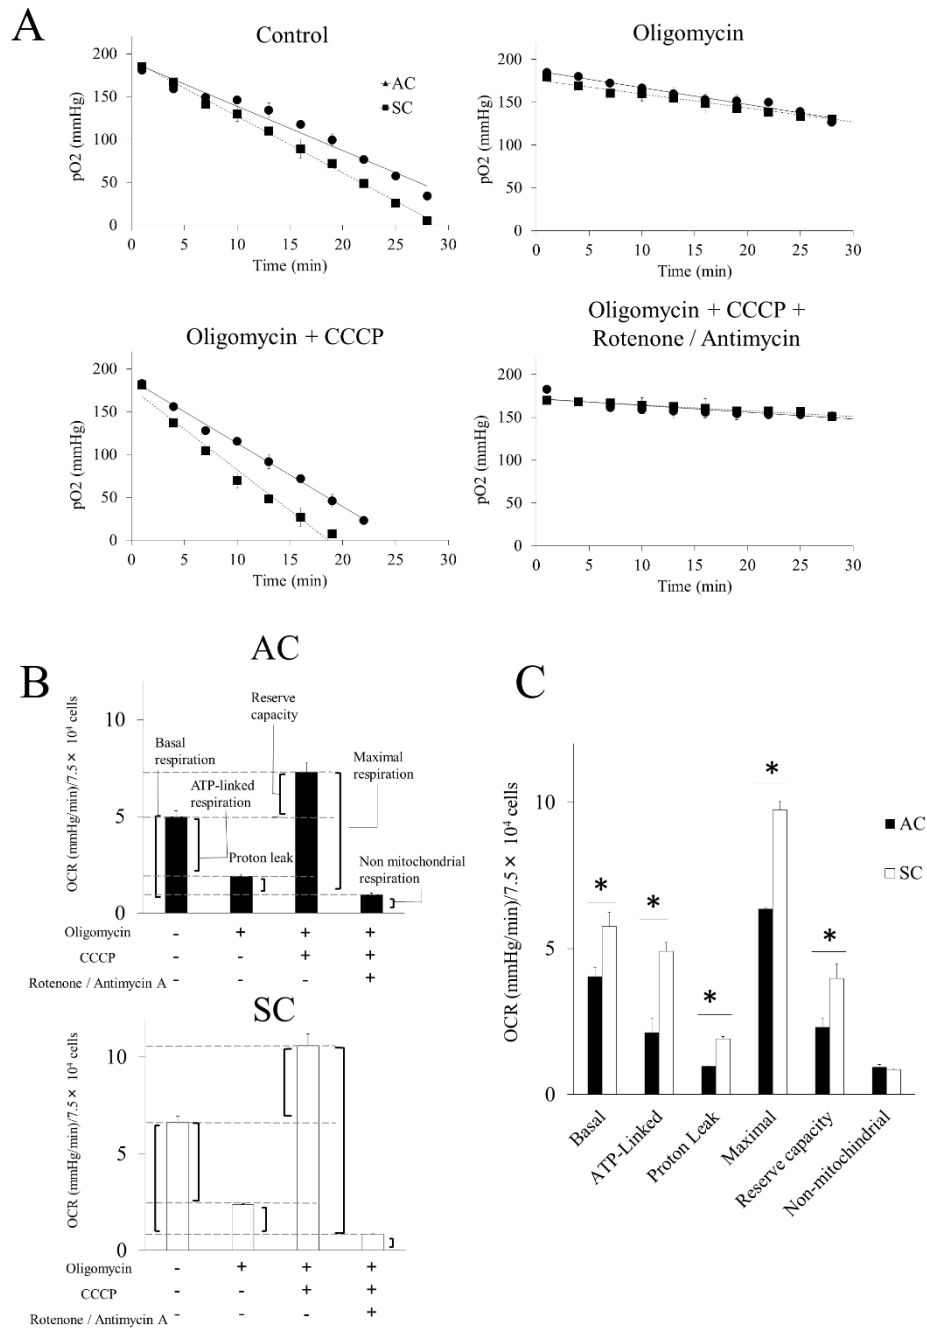 A
Control
200
150
100
50
0
pO2 (mmHg)
▲AC
■SC
0 5 10 15 20 25 30
Time (min)
Oligomycin
200
150
100
50
0
pO2 (mmHg)
0 5 10 15 20 25 30
Time (min)
Oligomycin + CCCP
200
150
100
50
0
pO2 (mmHg)
0 5 10 15 20 25 30
Time (min)
Oligomycin + CCCP +
Rotenone / Antimycin
200
150
100
50
0
pO2 (mmHg)
0 5 10 15 20 25 30
Time (min)
B
AC
OCR (mmHg/min)/7.5× 10⁴ cells
10
5
0
Reserve
capacity
Basal
respiration
ATP-linked
respiration
Maximal
respiration
Proton leak
Non mitochondrial
respiration
Oligomycin - + + +
CCCP - - + +
Rotenone / Antimycin A - - - +
SC
OCR (mmHg/min)/7.5× 10⁴ cells
10
5
0
Oligomycin - + + +
CCCP - - + +
Rotenone / Antimycin A - - - +
C
OCR (mmHg/min)/7.5× 10⁴ cells
10
5
0
* * * * *
■AC
□SC
Basal
ATP-Linked
Proton Leak
Maximal
Reserve capacity
Non-mitochindrial